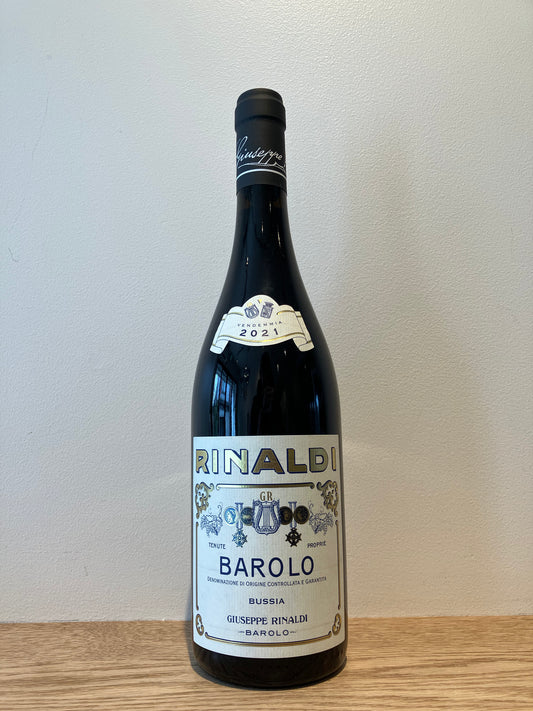 Giuseppe
VENDEMMIA
2021
RINALDI
GR
TENUTE PROPRIE
BAROLO
DENOMINAZIONE DI ORIGINE CONTROLLATA E GARANTITA
BUSSIA
GIUSEPPE RINALDI
BAROLO